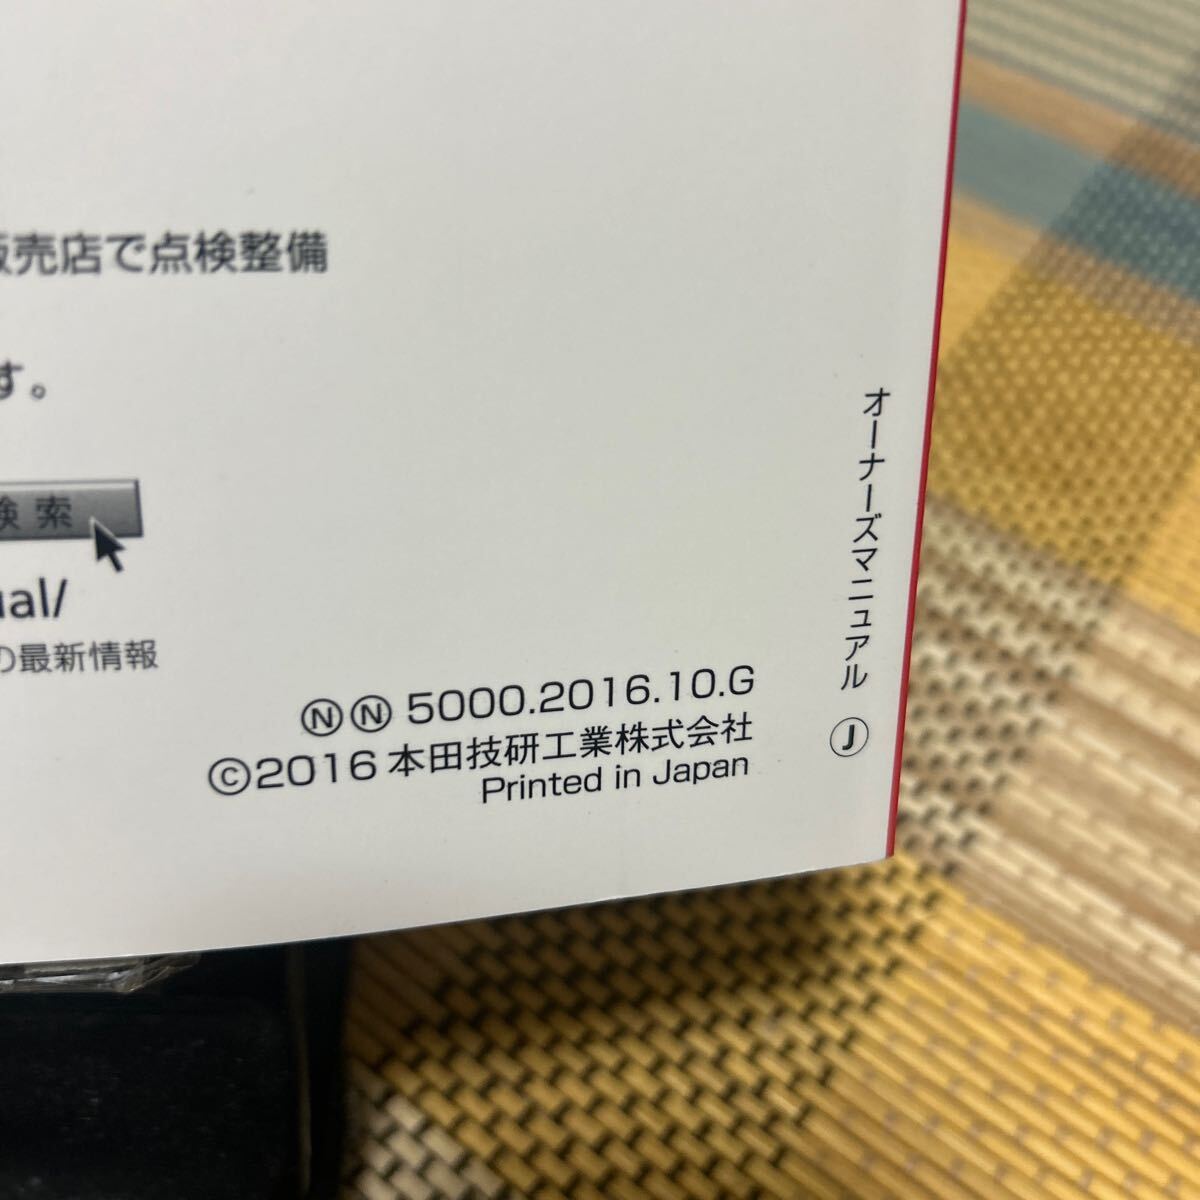 販売店で点検整備
す。
検索
ual/
の最新情報
ⓃⓃ 5000.2016.10.G
©2016 本田技研工業株式会社
Printed in Japan
オーナーズマニュアル Ⓙ